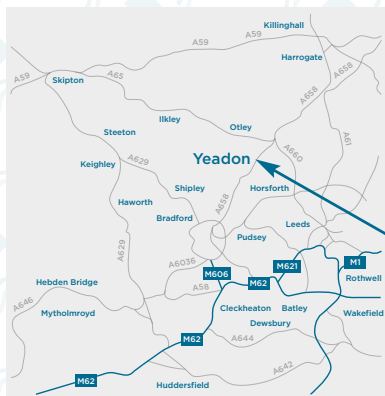 Killinghall
A59
A59
Harrogate
A658
A59
Skipton
A65
A658
Ilkley
Otley
Steeton
A61
Yeadon
A660
Keighley
A629
Shipley
Horsforth
Haworth
A658
Bradford
Leeds
Pudsey
A629
A6036
M606
M621
M1
Rothwell
Hebden Bridge
A58
M62
A646
Mytholmroyd
Cleckheaton
Batley
Wakefield
Dewsbury
M62
A644
A642
M62
Huddersfield